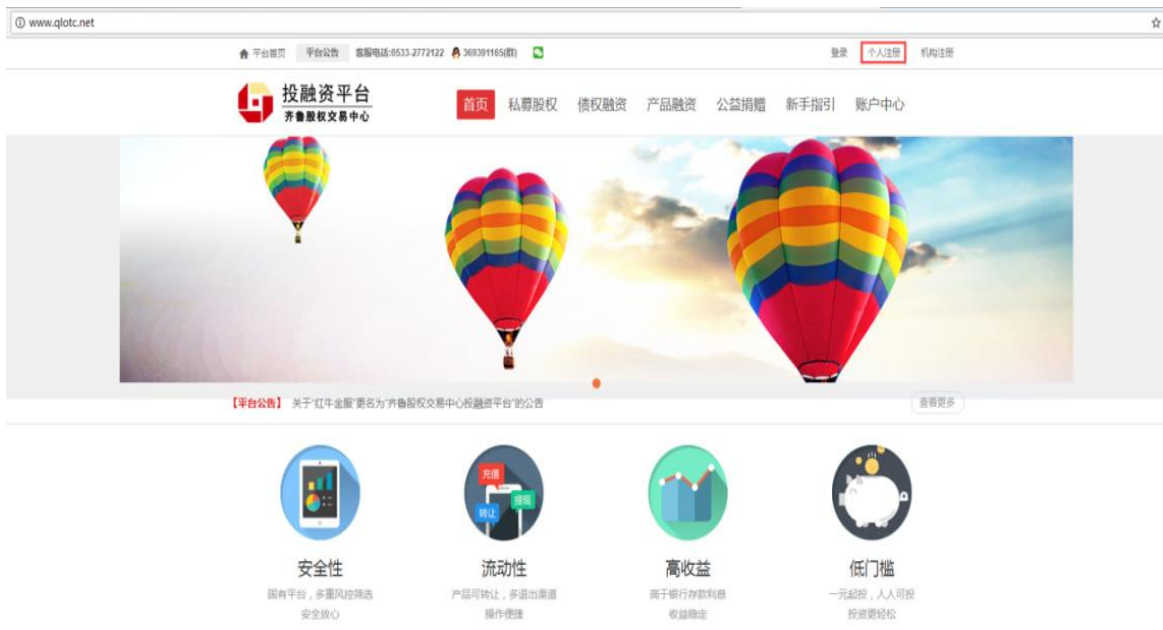 www.qlotc.net
平台首页 平台公告 客服电话:0533-2772122 369391165(群) 登录 个人注册 机构注册
投融资平台
齐鲁股权交易中心
首页 私募股权 债权融资 产品融资 公益捐赠 新手指引 账户中心
【平台公告】 关于“红牛金服”更名为“齐鲁股权交易中心投融资平台”的公告 查看更多
充值
提现
转让
安全性 流动性 高收益 低门槛
国有平台，多重风控筛选 产品可转让，多退出渠道 高于银行存款利息 一元起投，人人可投
安全放心 操作便捷 收益稳定 投资更轻松